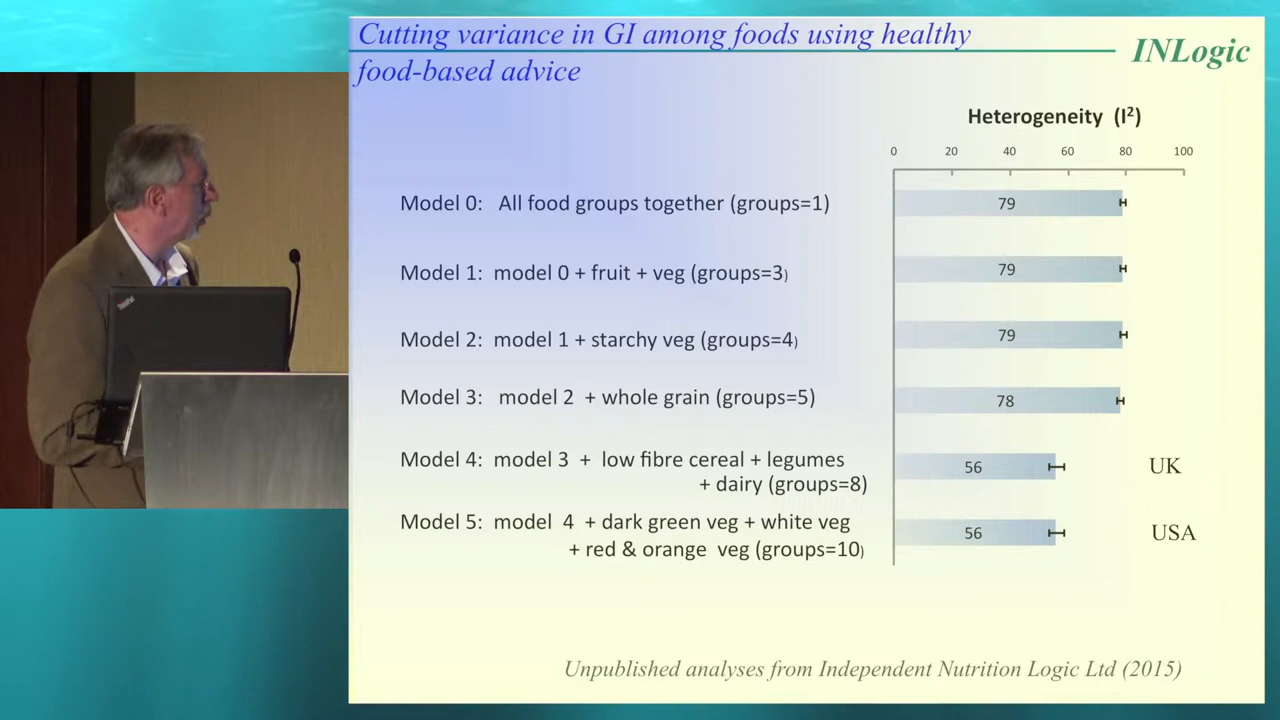 Cutting variance in GI among foods using healthy
food-based advice
INLogic
Heterogeneity (I²)
0 20 40 60 80 100
Model 0: All food groups together (groups=1) 79
Model 1: model 0 + fruit + veg (groups=3) 79
Model 2: model 1 + starchy veg (groups=4) 79
Model 3: model 2 + whole grain (groups=5) 78
Model 4: model 3 + low fibre cereal + legumes
+ dairy (groups=8) 56 UK
Model 5: model 4 + dark green veg + white veg
+ red & orange veg (groups=10) 56 USA
Unpublished analyses from Independent Nutrition Logic Ltd (2015)
ThinkPad